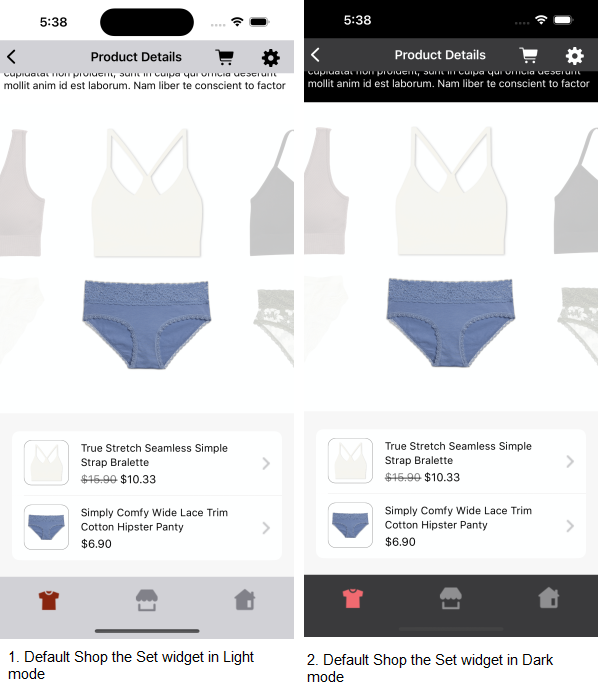 5:38
Product Details
cupidatat non proident, sunt in culpa qui officia deserunt
mollit anim id est laborum. Nam liber te conscient to factor
True Stretch Seamless Simple
Strap Bralette
$15.90 $10.33
Simply Comfy Wide Lace Trim
Cotton Hipster Panty
$6.90
1. Default Shop the Set widget in Light
mode
5:38
Product Details
cupidatat non proident, sunt in culpa qui officia deserunt
mollit anim id est laborum. Nam liber te conscient to factor
True Stretch Seamless Simple
Strap Bralette
$15.90 $10.33
Simply Comfy Wide Lace Trim
Cotton Hipster Panty
$6.90
2. Default Shop the Set widget in Dark
mode